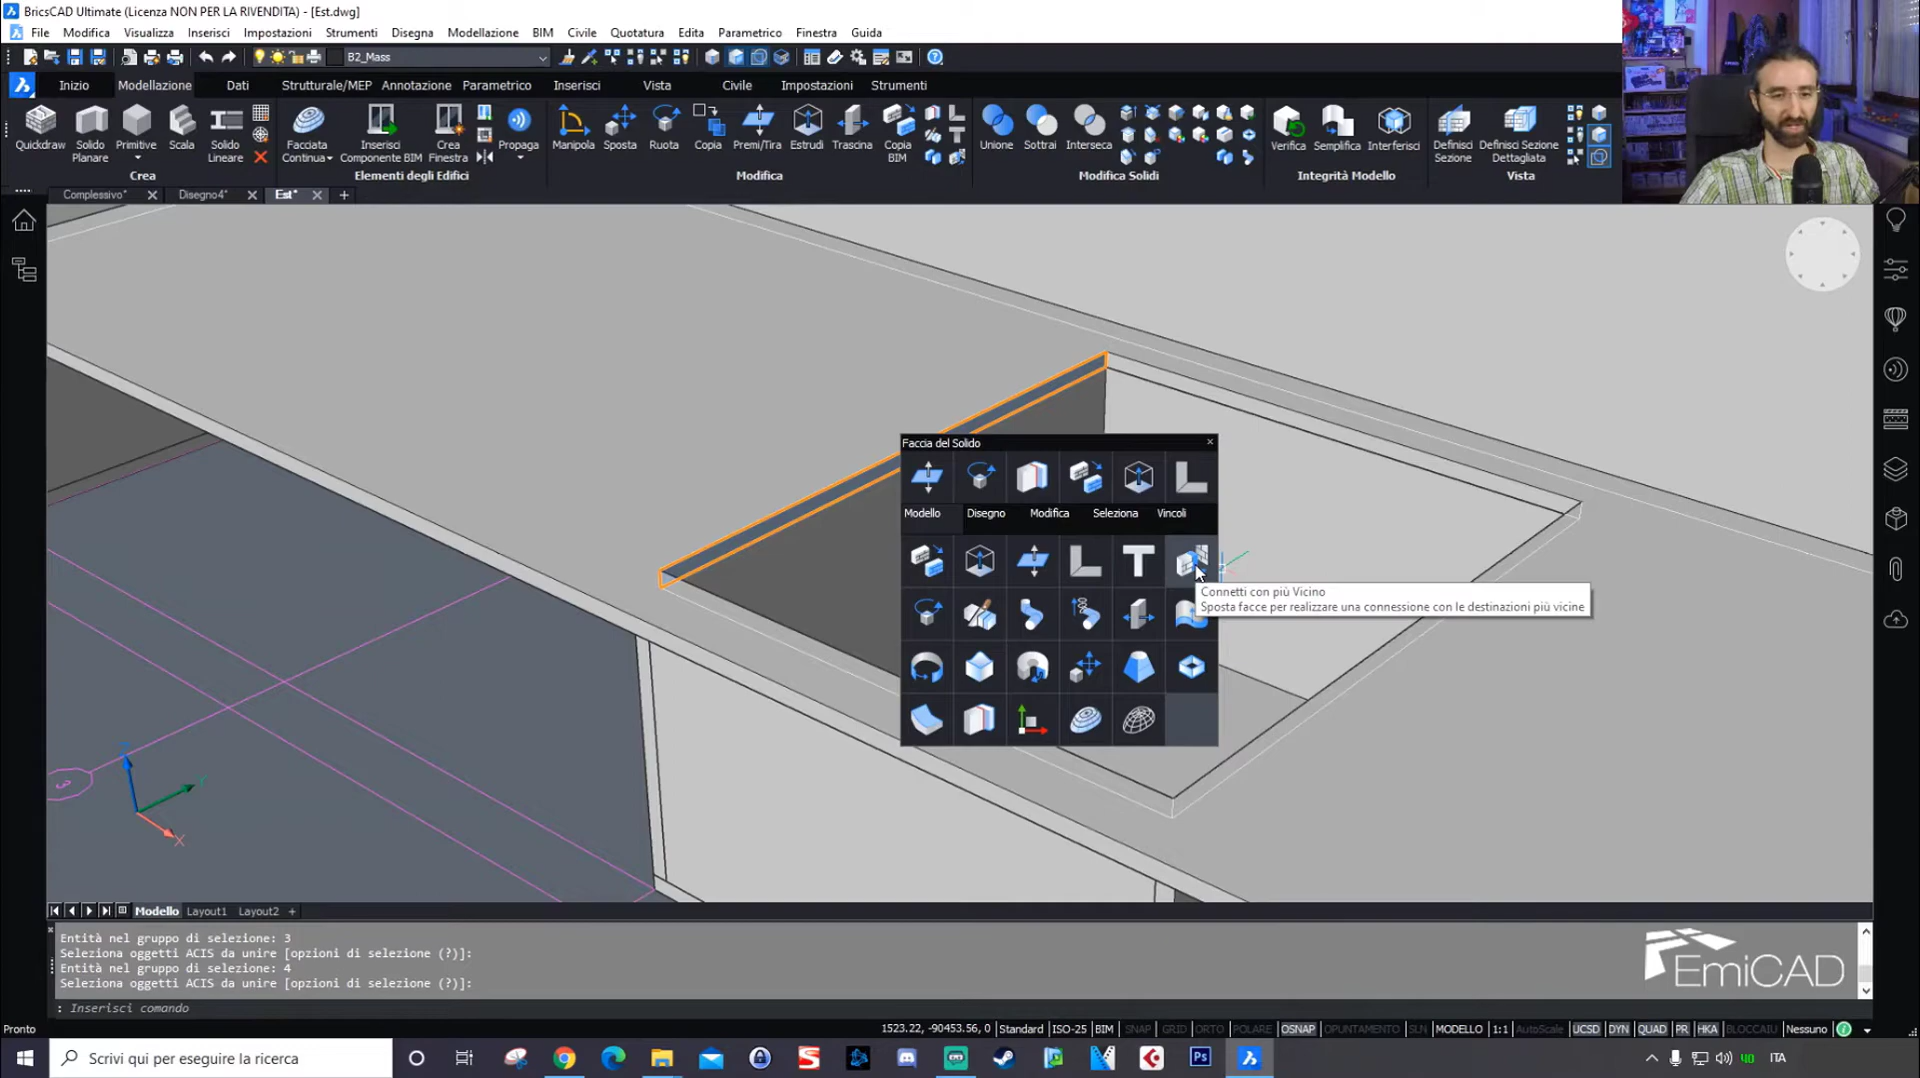 BricsCAD Ultimate (Licenza NON PER LA RIVENDITA) - [Est.dwg]
File Modifica Visualizza Inserisci Impostazioni Strumenti Disegna Modellazione BIM Civile Quotatura Edita Parametrico Finestra Guida
B2_Mass
Inizio Modellazione Dati Strutturale/MEP Annotazione Parametrico Inserisci Vista Civile Impostazioni Strumenti
Quickdraw Solido Planare Primitive Scala Solido Lineare Facciata Continua Inserisci Componente BIM Crea Finestra Propaga Manipola Sposta Ruota Copia Premi/Tira Estrudi Trascina Copia BIM Unione Sottrai Interseca Verifica Semplifica Interferisci Definisci Sezione Definisci Sezione Dettagliata
Crea Elementi degli Edifici Modifica Modifica Solidi Integrità Modello Vista
Complessivo* Disegno4* Est*
Faccia del Solido
Modello Disegno Modifica Seleziona Vincoli
Connetti con più Vicino
Sposta facce per realizzare una connessione con le destinazioni più vicine
3
Z
Y
X
Modello Layout1 Layout2 +
Entità nel gruppo di selezione: 3
Seleziona oggetti ACIS da unire [opzioni di selezione (?)]:
Entità nel gruppo di selezione: 4
Seleziona oggetti ACIS da unire [opzioni di selezione (?)]:
: Inserisci comando
EmiCAD
Pronto 1523.22, -90453.56, 0 Standard ISO-25 BIM SNAP GRID ORTO POLARE OSNAP OPUNTAMENTO SLN MODELLO 1:1 AutoScale UCSD DYN QUAD PR HKA BLOCCAUI Nessuno
Scrivi qui per eseguire la ricerca
Ps
ITA